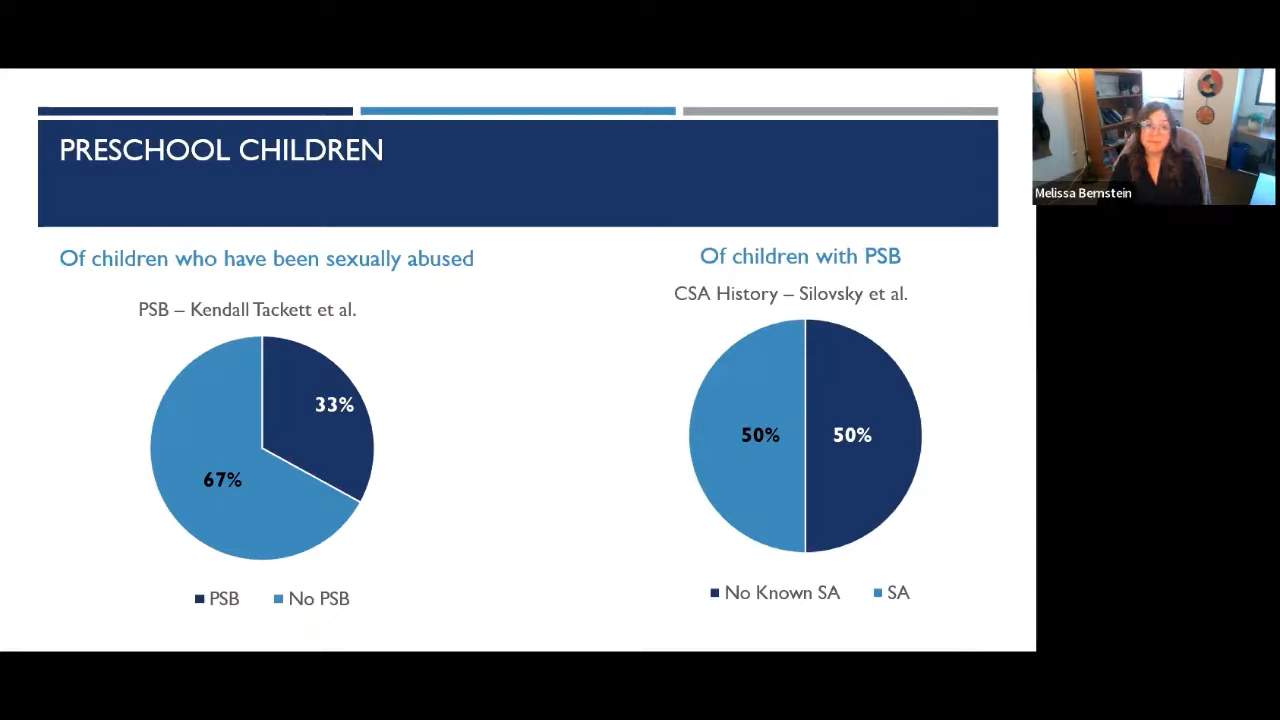 PRESCHOOL CHILDREN
Of children who have been sexually abused
PSB – Kendall Tackett et al.
33%
67%
PSB No PSB
Of children with PSB
CSA History – Silovsky et al.
50% 50%
No Known SA SA
Melissa Bernstein